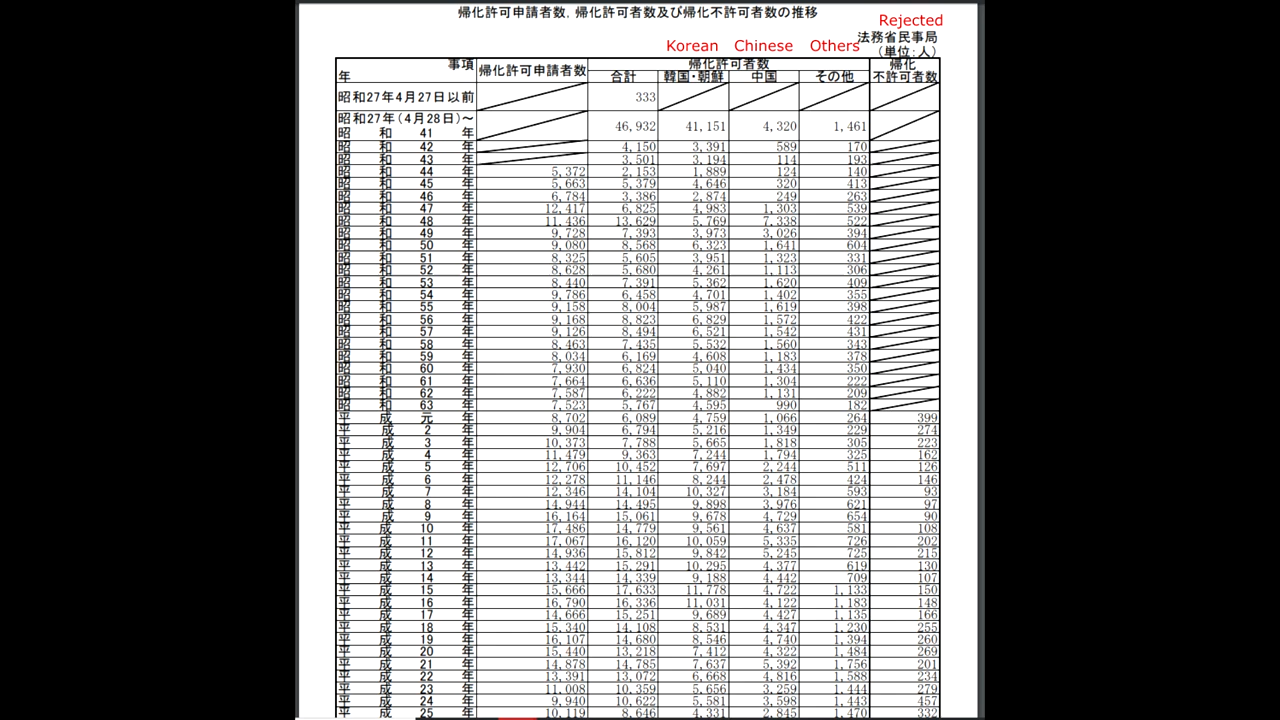 帰化許可申請者数，帰化許可者数及び帰化不許可者数の推移
Rejected
Korean Chinese Others 法務省民事局
（単位：人）
事項 帰化許可申請者数 帰化許可者数 帰化
年 合計 韓国・朝鮮 中国 その他 不許可者数
昭和27年4月27日以前 333
昭和27年（4月28日）～
昭和41年 46,932 41,151 4,320 1,461
昭和42年 4,150 3,391 589 170
昭和43年 3,501 3,194 114 193
昭和44年 5,372 2,153 1,889 124 140
昭和45年 5,663 5,379 4,646 320 413
昭和46年 6,784 3,386 2,874 249 263
昭和47年 12,417 6,825 4,983 1,303 539
昭和48年 11,436 13,629 5,769 7,338 522
昭和49年 9,728 7,393 3,973 3,026 394
昭和50年 9,080 8,568 6,323 1,641 604
昭和51年 8,325 5,605 3,951 1,323 331
昭和52年 8,628 5,680 4,261 1,113 306
昭和53年 8,440 7,391 5,362 1,620 409
昭和54年 9,786 6,458 4,701 1,402 355
昭和55年 9,158 8,004 5,987 1,619 398
昭和56年 9,168 8,823 6,829 1,572 422
昭和57年 9,126 8,494 6,521 1,542 431
昭和58年 8,463 7,435 5,532 1,560 343
昭和59年 8,034 6,169 4,608 1,183 378
昭和60年 7,930 6,824 5,040 1,434 350
昭和61年 7,664 6,636 5,110 1,304 222
昭和62年 7,587 6,222 4,882 1,131 209
昭和63年 7,523 5,767 4,595 990 182
平成元年 8,702 6,089 4,759 1,066 264 399
平成2年 9,904 6,794 5,216 1,349 229 274
平成3年 10,373 7,788 5,665 1,818 305 223
平成4年 11,479 9,363 7,244 1,794 325 162
平成5年 12,706 10,452 7,697 2,244 511 126
平成6年 12,278 11,146 8,244 2,478 424 146
平成7年 12,346 14,104 10,327 3,184 593 93
平成8年 14,944 14,495 9,898 3,976 621 97
平成9年 16,164 15,061 9,678 4,729 654 90
平成10年 17,486 14,779 9,561 4,637 581 108
平成11年 17,067 16,120 10,059 5,335 726 202
平成12年 14,936 15,812 9,842 5,245 725 215
平成13年 13,442 15,291 10,295 4,377 619 130
平成14年 13,344 14,339 9,188 4,442 709 107
平成15年 15,666 17,633 11,778 4,722 1,133 150
平成16年 16,790 16,336 11,031 4,122 1,183 148
平成17年 14,666 15,251 9,689 4,427 1,135 166
平成18年 15,340 14,108 8,531 4,347 1,230 255
平成19年 16,107 14,680 8,546 4,740 1,394 260
平成20年 15,440 13,218 7,412 4,322 1,484 269
平成21年 14,878 14,785 7,637 5,392 1,756 201
平成22年 13,391 13,072 6,668 4,816 1,588 234
平成23年 11,008 10,359 5,656 3,259 1,444 279
平成24年 9,940 10,622 5,581 3,598 1,443 457
平成25年 10,119 8,646 4,331 2,845 1,470 332